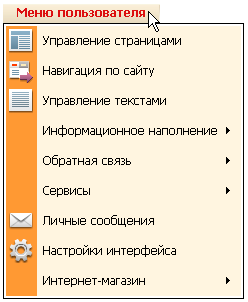 Меню пользователя
Управление страницами
Навигация по сайту
Управление текстами
Информационное наполнение
Обратная связь
Сервисы
Личные сообщения
Настройки интерфейса
Интернет-магазин